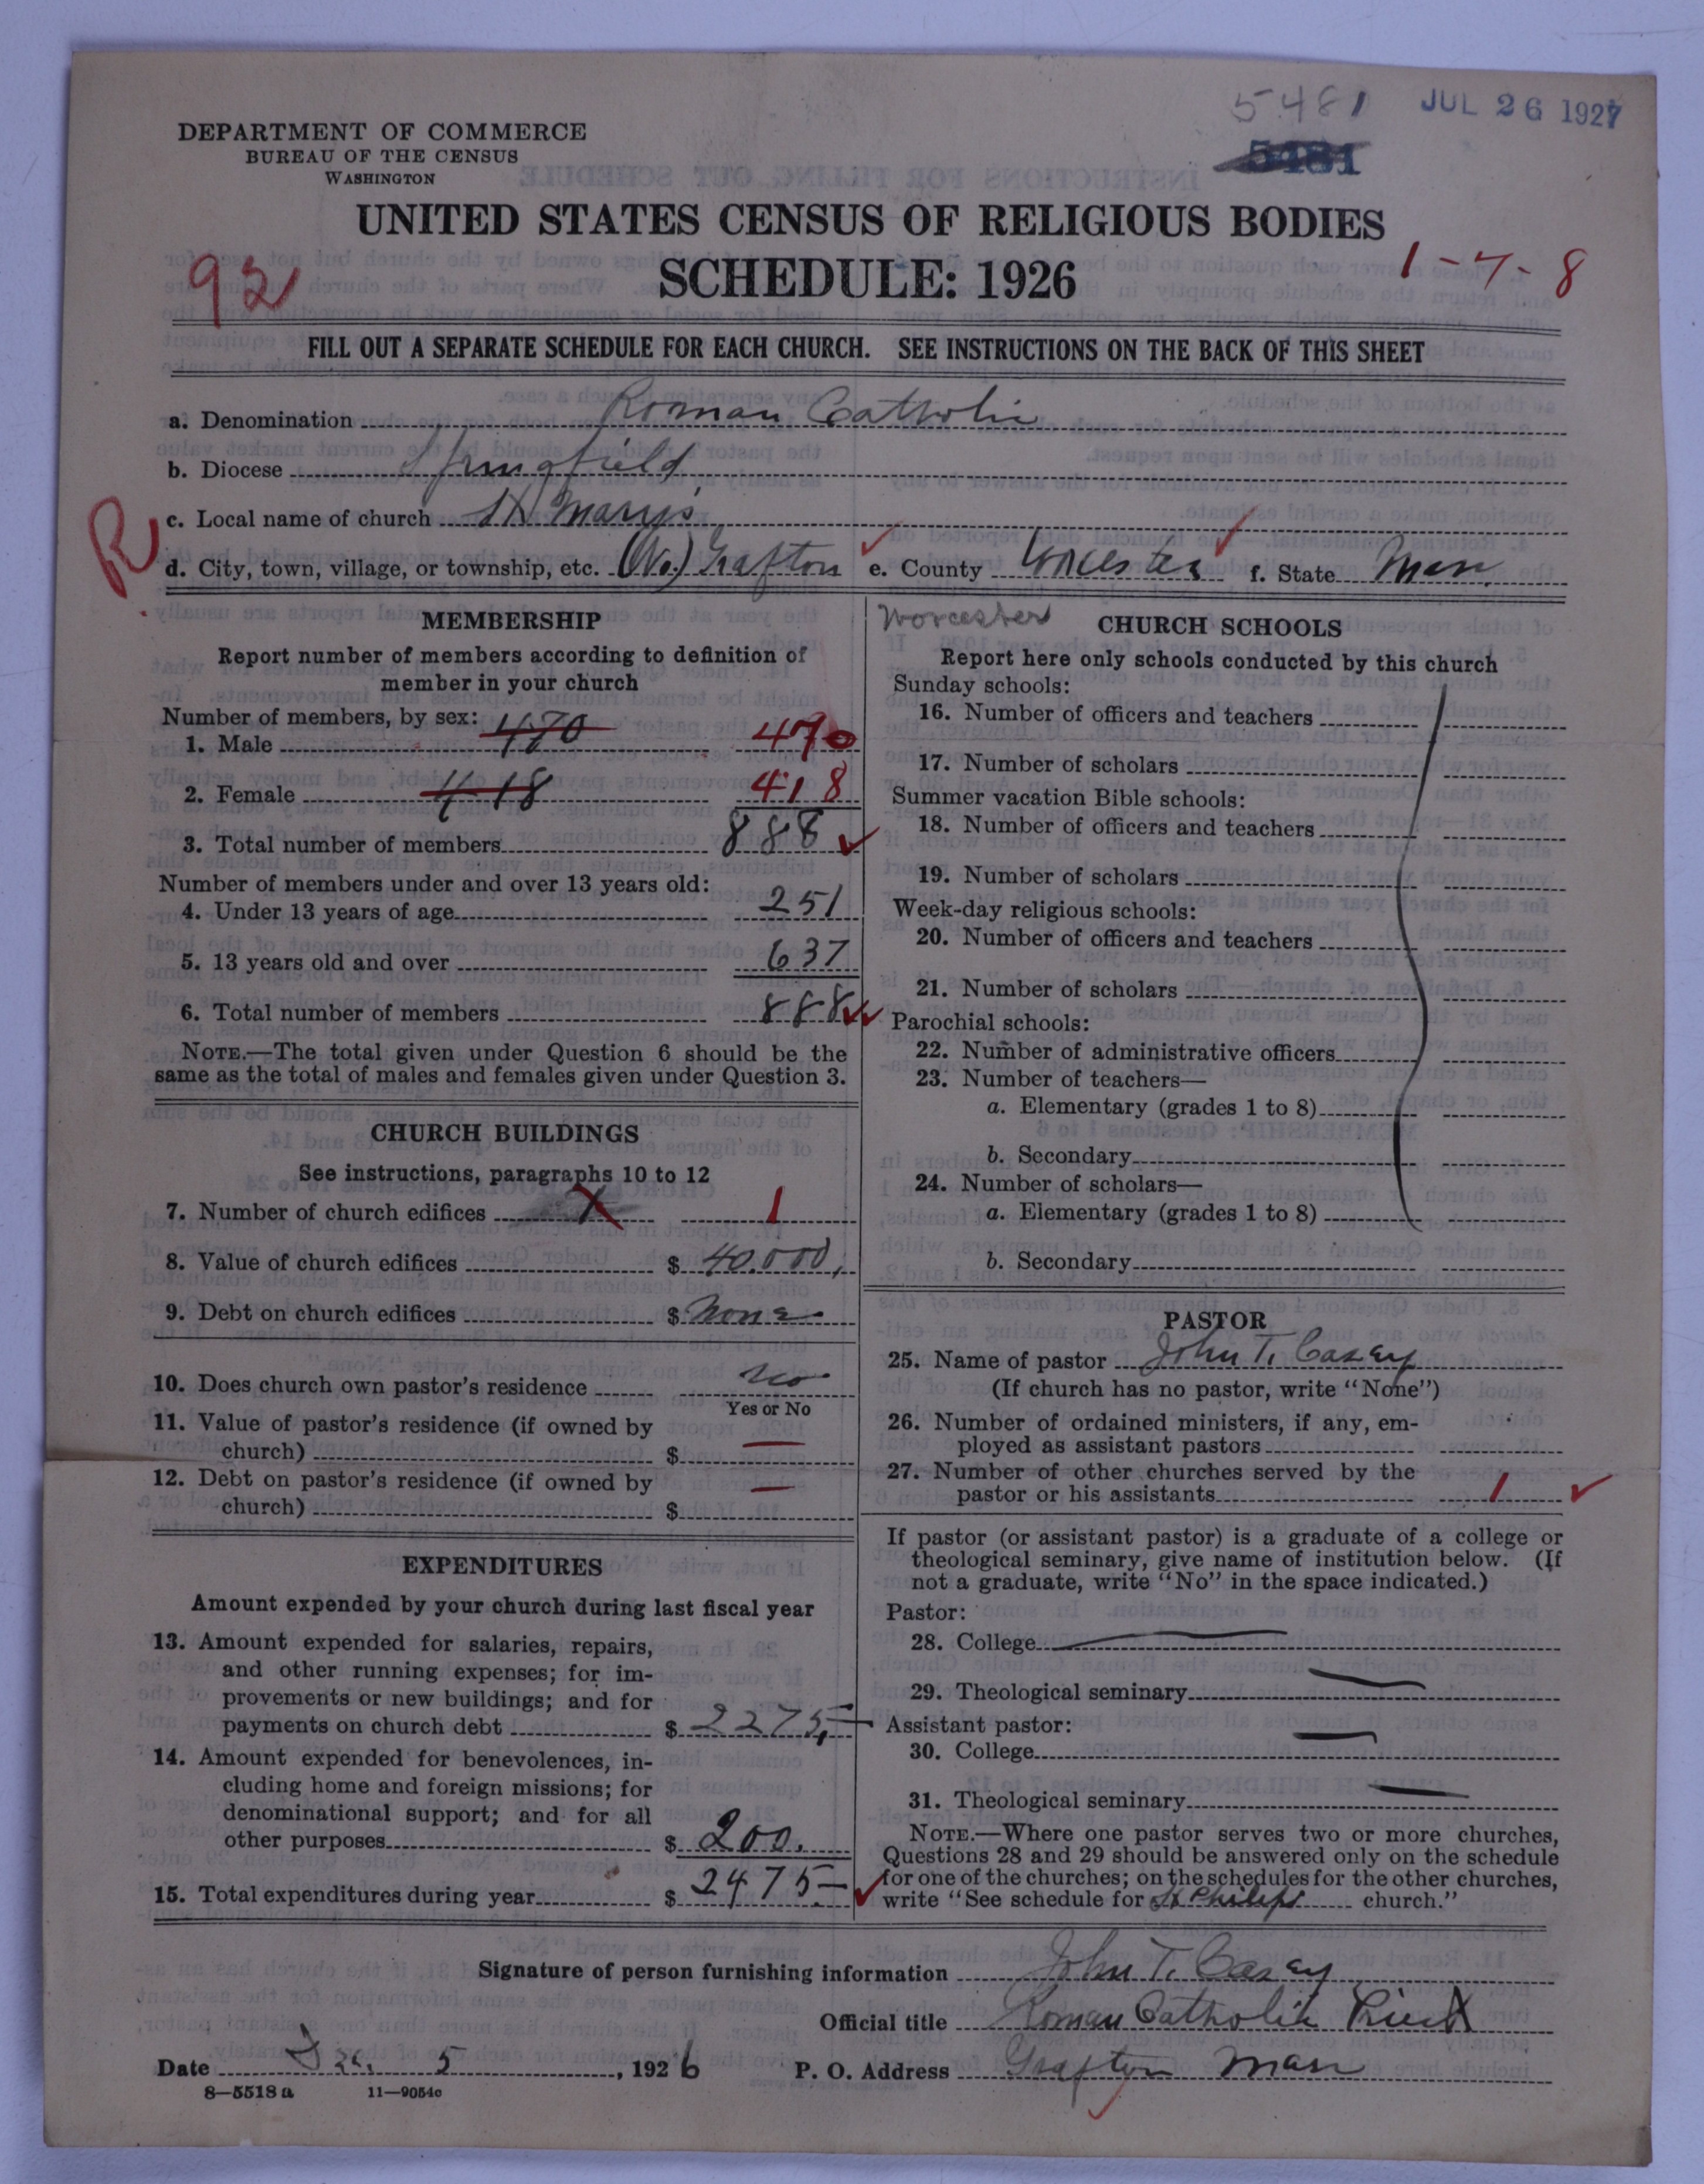 5481 JUL 26 1927
DEPARTMENT OF COMMERCE
BUREAU OF THE CENSUS
WASHINGTON
5481
UNITED STATES CENSUS OF RELIGIOUS BODIES
92 SCHEDULE: 1926 1-7-8
FILL OUT A SEPARATE SCHEDULE FOR EACH CHURCH. SEE INSTRUCTIONS ON THE BACK OF THIS SHEET
a. Denomination Roman Catholic
b. Diocese Springfield
R c. Local name of church St Mary's
d. City, town, village, or township, etc. (No.) Grafton e. County Worcester f. State Mass.
MEMBERSHIP
Report number of members according to definition of
member in your church
Number of members, by sex: 470
1. Male 470
2. Female 418 418
3. Total number of members 888
Number of members under and over 13 years old:
4. Under 13 years of age 251
5. 13 years old and over 637
6. Total number of members 888
NOTE.—The total given under Question 6 should be the
same as the total of males and females given under Question 3.
CHURCH BUILDINGS
See instructions, paragraphs 10 to 12
7. Number of church edifices 1
8. Value of church edifices $ 40.000,
9. Debt on church edifices $ None
10. Does church own pastor's residence No
Yes or No
11. Value of pastor's residence (if owned by
church) $ —
12. Debt on pastor's residence (if owned by
church) $ —
EXPENDITURES
Amount expended by your church during last fiscal year
13. Amount expended for salaries, repairs,
and other running expenses; for im-
provements or new buildings; and for
payments on church debt $ 2275,—
14. Amount expended for benevolences, in-
cluding home and foreign missions; for
denominational support; and for all
other purposes $ 200.
15. Total expenditures during year $ 2475—
Worcester CHURCH SCHOOLS
Report here only schools conducted by this church
Sunday schools:
16. Number of officers and teachers
17. Number of scholars
Summer vacation Bible schools:
18. Number of officers and teachers
19. Number of scholars
Week-day religious schools:
20. Number of officers and teachers
21. Number of scholars
Parochial schools:
22. Number of administrative officers
23. Number of teachers—
a. Elementary (grades 1 to 8)
b. Secondary
24. Number of scholars—
a. Elementary (grades 1 to 8)
b. Secondary
PASTOR
25. Name of pastor John T. Casey
(If church has no pastor, write "None")
26. Number of ordained ministers, if any, em-
ployed as assistant pastors
27. Number of other churches served by the
pastor or his assistants 1
If pastor (or assistant pastor) is a graduate of a college or
theological seminary, give name of institution below. (If
not a graduate, write "No" in the space indicated.)
Pastor:
28. College —
29. Theological seminary —
Assistant pastor:
30. College —
31. Theological seminary —
NOTE.—Where one pastor serves two or more churches,
Questions 28 and 29 should be answered only on the schedule
for one of the churches; on the schedules for the other churches,
write "See schedule for St Philips church."
Signature of person furnishing information John T. Casey
Official title Roman Catholic Priest
Date 5, 1926 P. O. Address Grafton Mass
8—5518 a 11—9054c